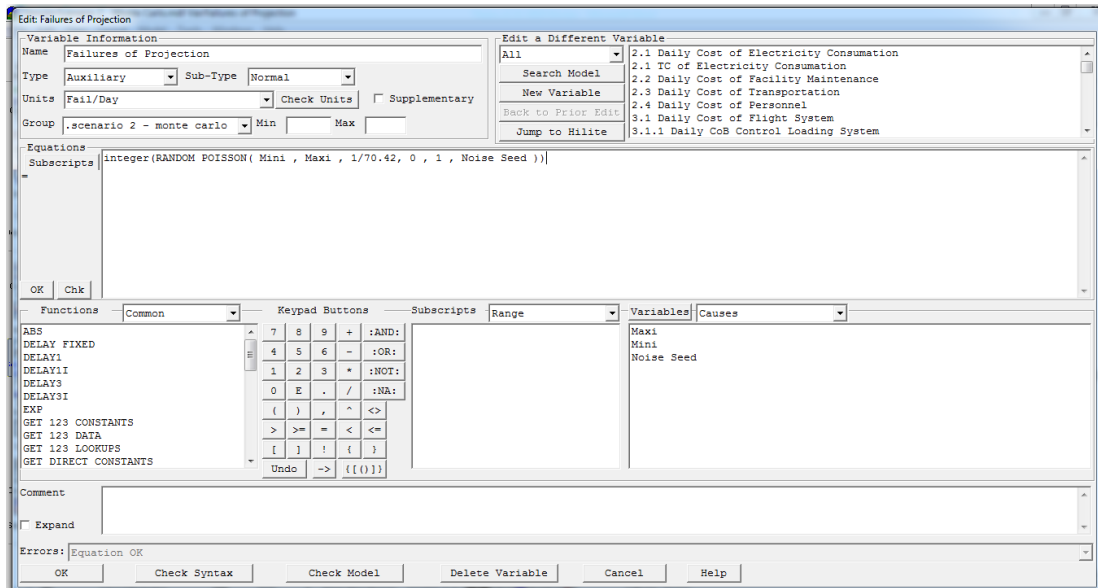 Edit: Failures of Projection
Variable Information
Name Failures of Projection
Type Auxiliary Sub-Type Normal
Units Fail/Day Check Units Supplementary
Group .scenario 2 - monte carlo Min Max
Edit a Different Variable
All
Search Model
New Variable
Back to Prior Edit
Jump to Hilite
2.1 Daily Cost of Electricity Consumation
2.1 TC of Electricity Consumation
2.2 Daily Cost of Facility Maintenance
2.3 Daily Cost of Transportation
2.4 Daily Cost of Personnel
3.1 Daily Cost of Flight System
3.1.1 Daily CoB Control Loading System
Equations
Subscripts
=
integer(RANDOM POISSON( Mini , Maxi , 1/70.42, 0 , 1 , Noise Seed ))
OK Chk
Functions Common
ABS
DELAY FIXED
DELAY1
DELAY1I
DELAY3
DELAY3I
EXP
GET 123 CONSTANTS
GET 123 DATA
GET 123 LOOKUPS
GET DIRECT CONSTANTS
Keypad Buttons
7 8 9 + :AND:
4 5 6 - :OR:
1 2 3 * :NOT:
0 E . / :NA:
( ) , ^ <>
> >= = < <=
[ ] ! { }
Undo -> {[()]}
Subscripts Range
Variables Causes
Maxi
Mini
Noise Seed
Comment
Expand
Errors: Equation OK
OK Check Syntax Check Model Delete Variable Cancel Help